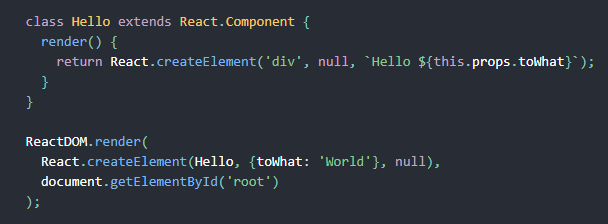 class Hello extends React.Component {
  render() {
    return React.createElement('div', null, `Hello ${this.props.toWhat}`);
  }
}

ReactDOM.render(
  React.createElement(Hello, {toWhat: 'World'}, null),
  document.getElementById('root')
);